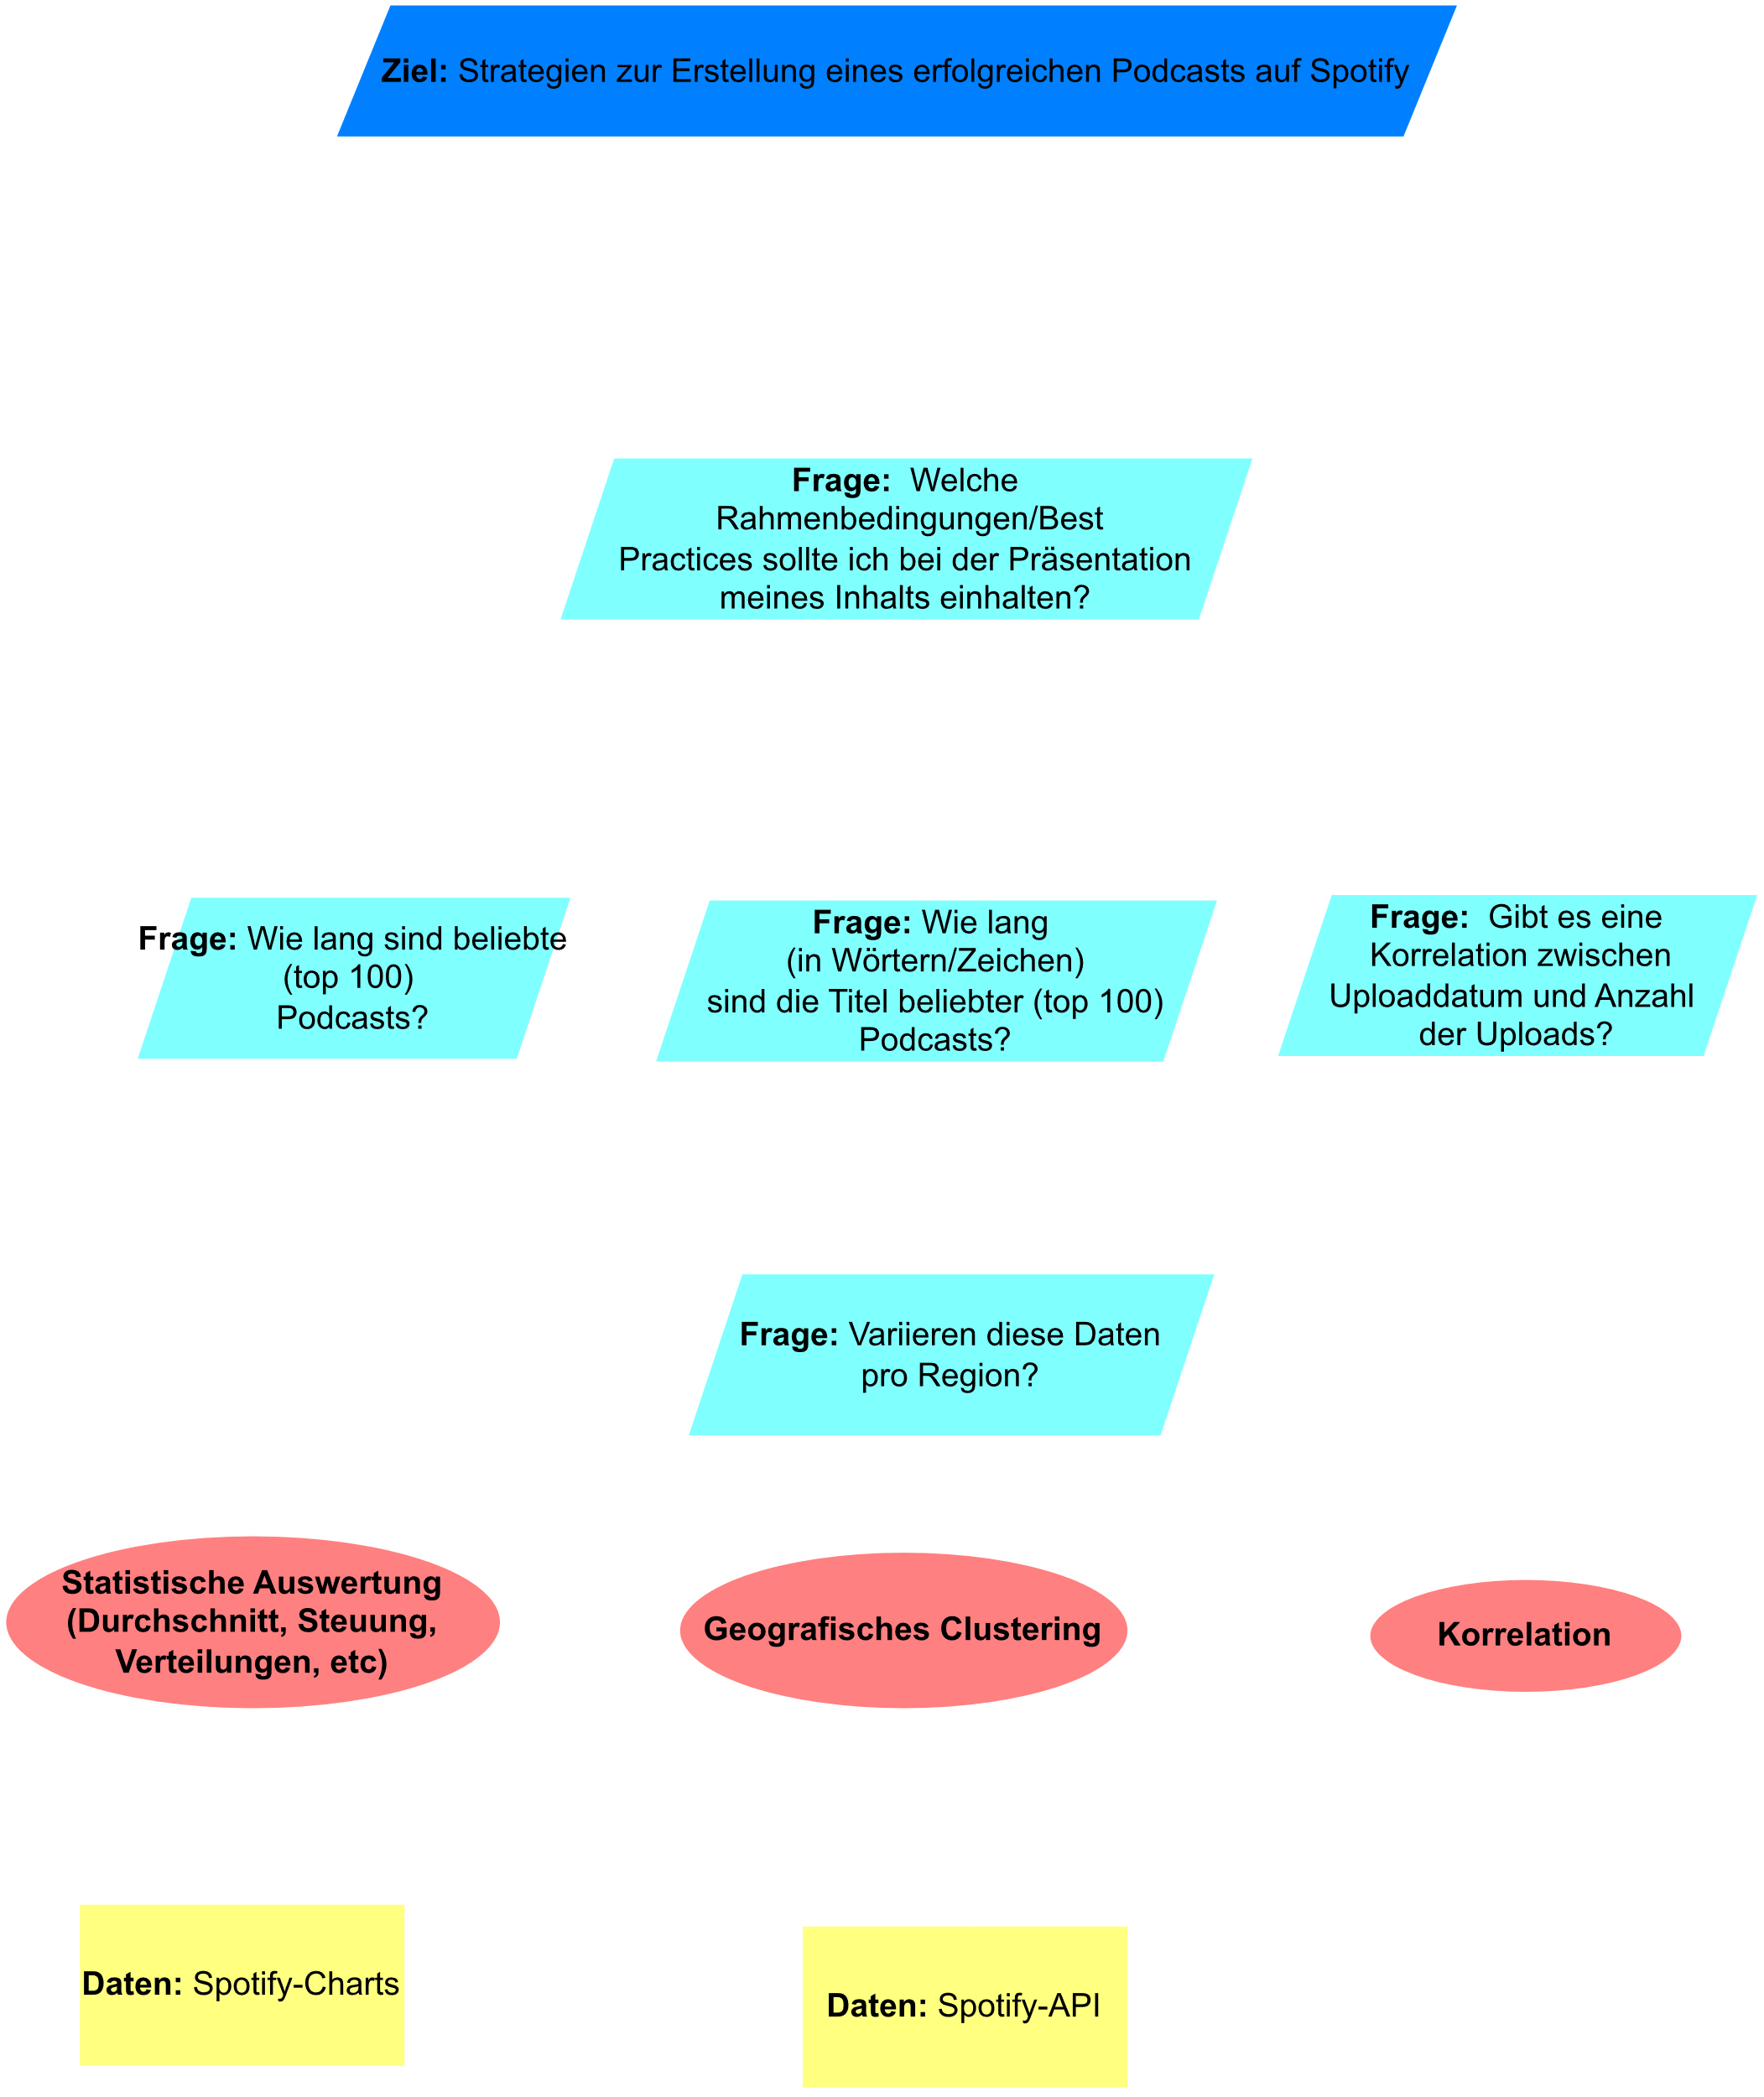 Ziel: Strategien zur Erstellung eines erfolgreichen Podcasts auf Spotify
Frage:  Welche
Rahmenbedingungen/Best
Practices sollte ich bei der Präsentation
meines Inhalts einhalten?
Frage: Wie lang sind beliebte
(top 100)
Podcasts?
Frage: Wie lang
(in Wörtern/Zeichen)
sind die Titel beliebter (top 100)
Podcasts?
Frage:  Gibt es eine
Korrelation zwischen
Uploaddatum und Anzahl
der Uploads?
Frage: Variieren diese Daten
pro Region?
Statistische Auswertung
(Durchschnitt, Steuung,
Verteilungen, etc)
Geografisches Clustering
Korrelation
Daten: Spotify-Charts
Daten: Spotify-API